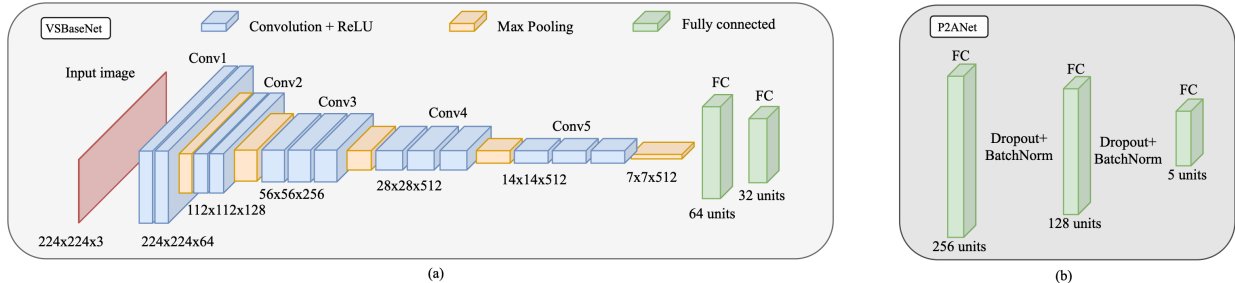 VSBaseNet
Convolution + ReLU
Max Pooling
Fully connected
Input image
Conv1
Conv2
Conv3
Conv4
Conv5
FC
FC
224x224x3
224x224x64
112x112x128
56x56x256
28x28x512
14x14x512
7x7x512
64 units
32 units
(a)
P2ANet
FC
FC
FC
Dropout+
BatchNorm
Dropout+
BatchNorm
256 units
128 units
5 units
(b)